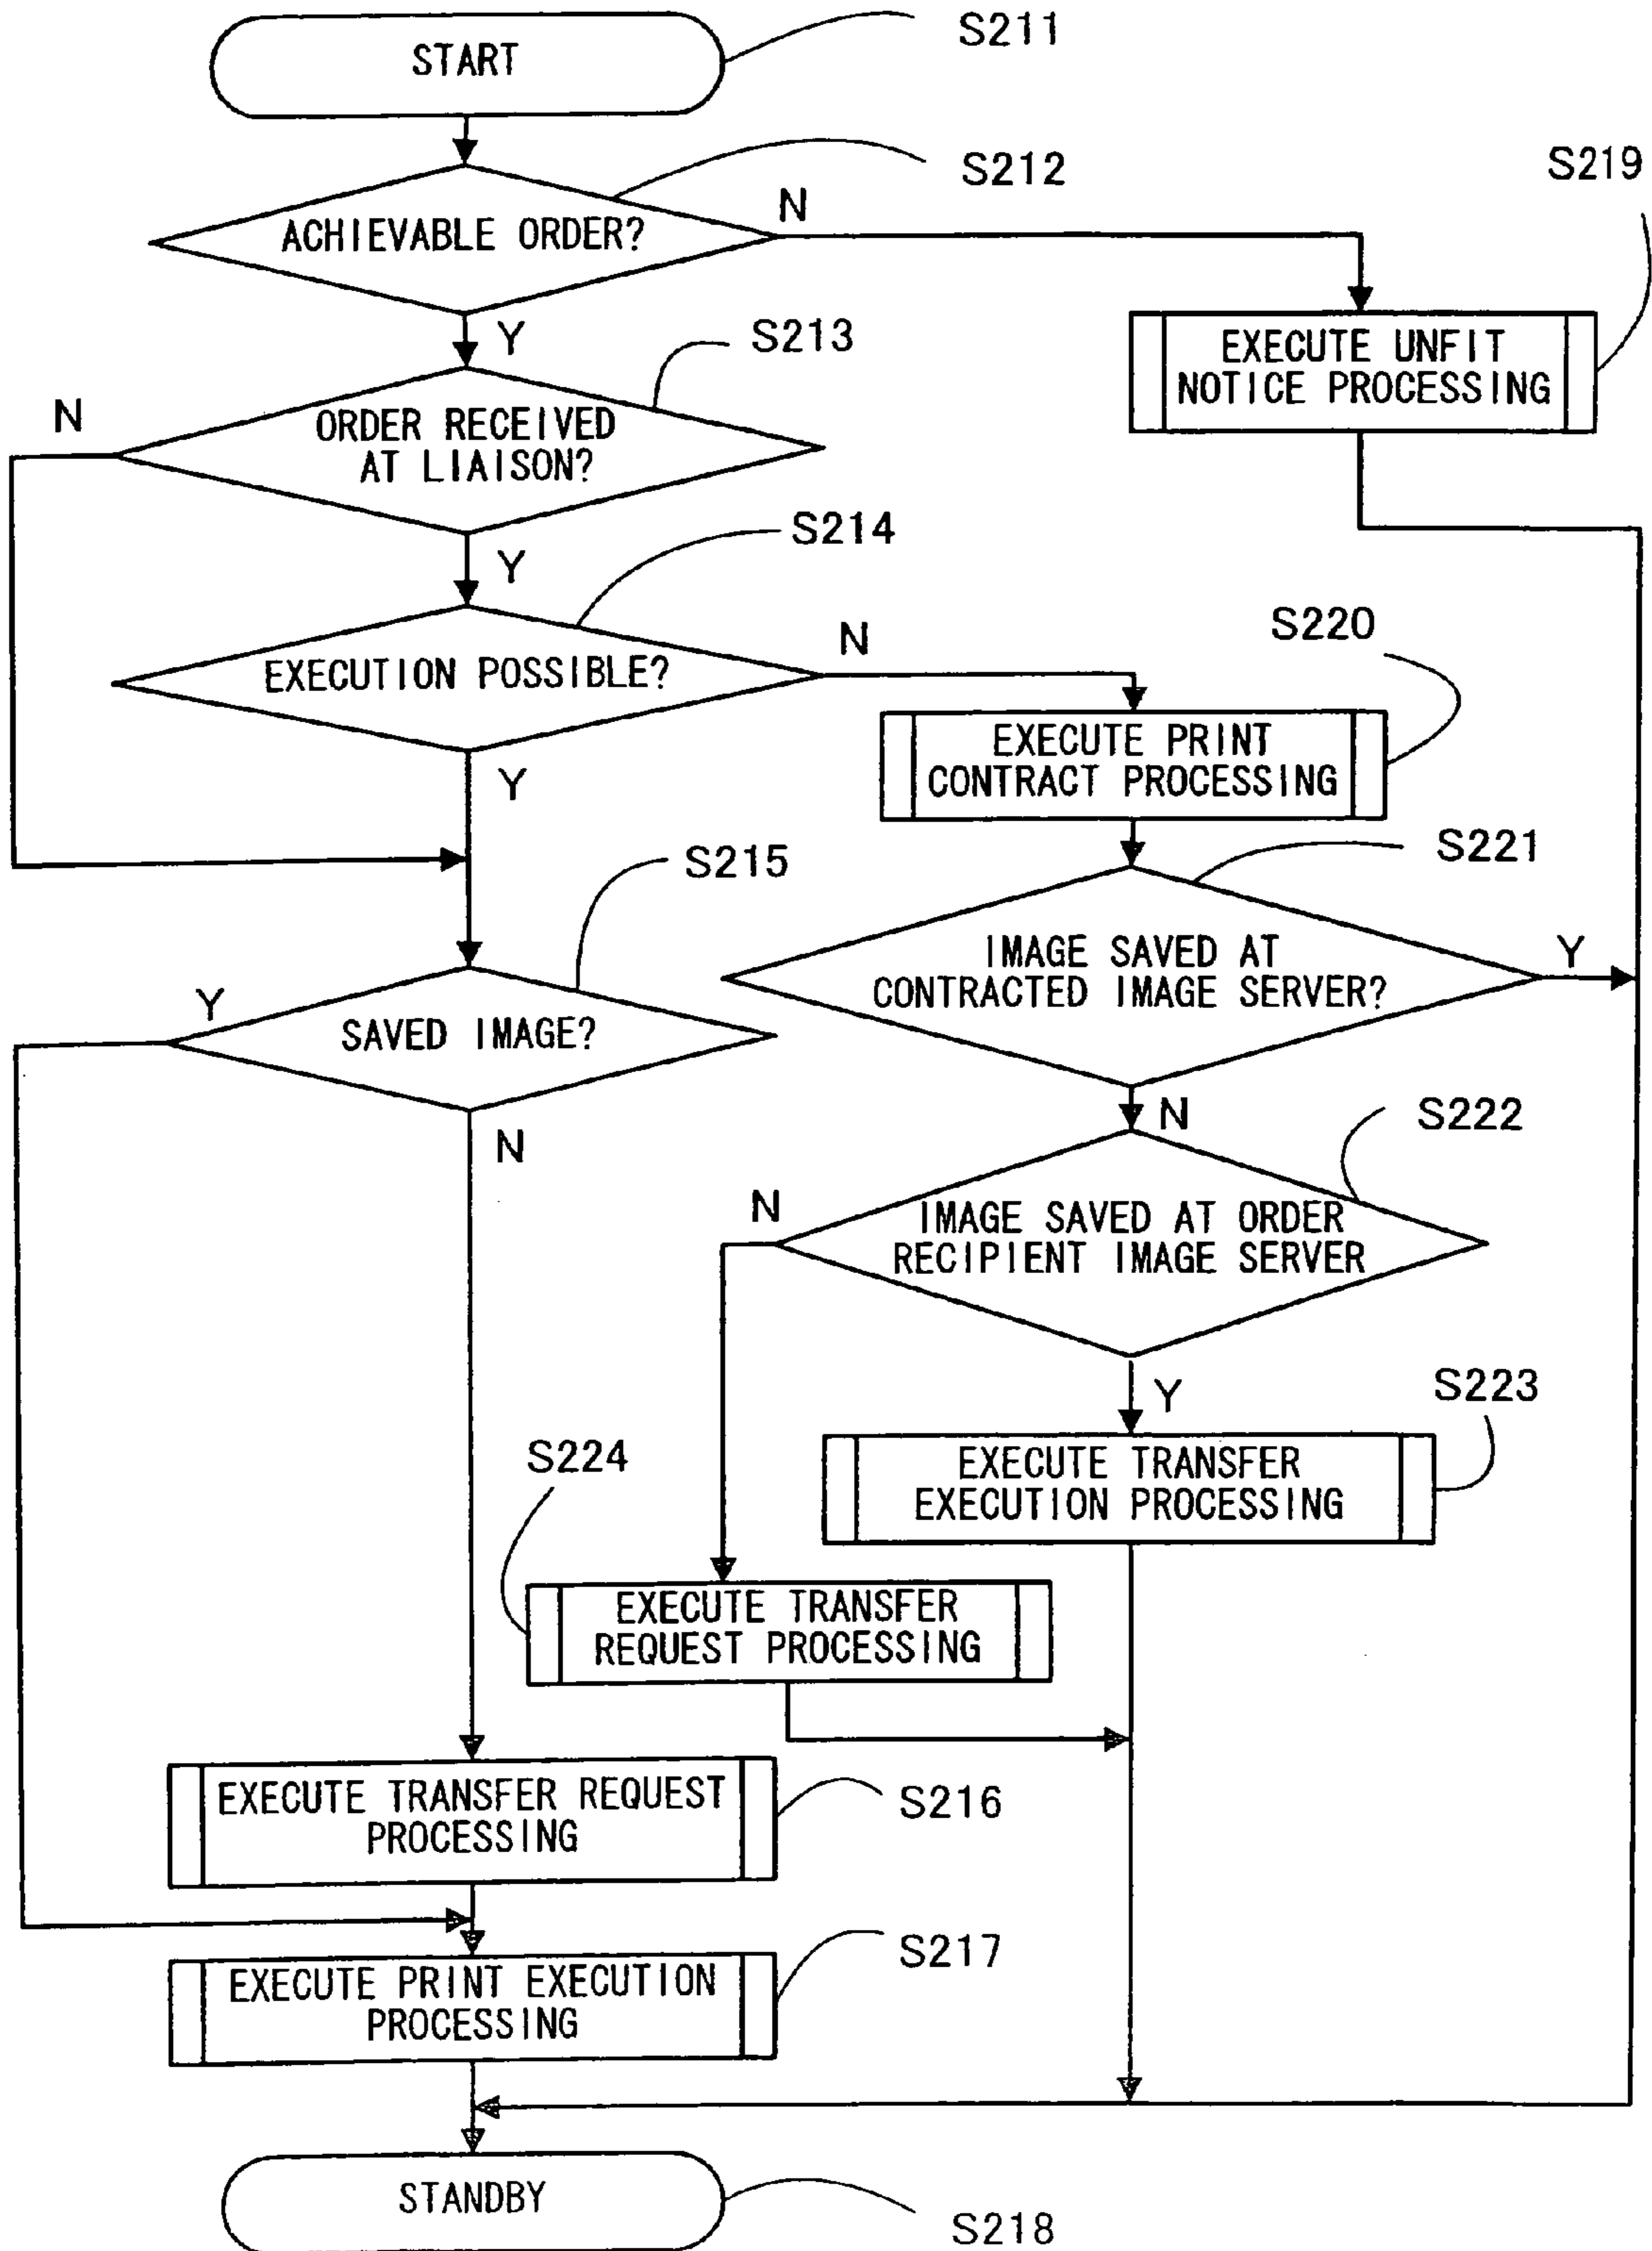 START
S211
S212
S219
ACHIEVABLE ORDER?
N
Y
S213
EXECUTE UNFIT
NOTICE PROCESSING
N
ORDER RECEIVED
AT LIAISON?
S214
Y
S220
N
EXECUTION POSSIBLE?
EXECUTE PRINT
CONTRACT PROCESSING
Y
S221
S215
IMAGE SAVED AT
CONTRACTED IMAGE SERVER?
Y
Y
SAVED IMAGE?
N
S222
N
N
IMAGE SAVED AT ORDER
RECIPIENT IMAGE SERVER
Y
S223
S224
EXECUTE TRANSFER
EXECUTION PROCESSING
EXECUTE TRANSFER
REQUEST PROCESSING
EXECUTE TRANSFER REQUEST
PROCESSING
S216
S217
EXECUTE PRINT EXECUTION
PROCESSING
STANDBY
S218